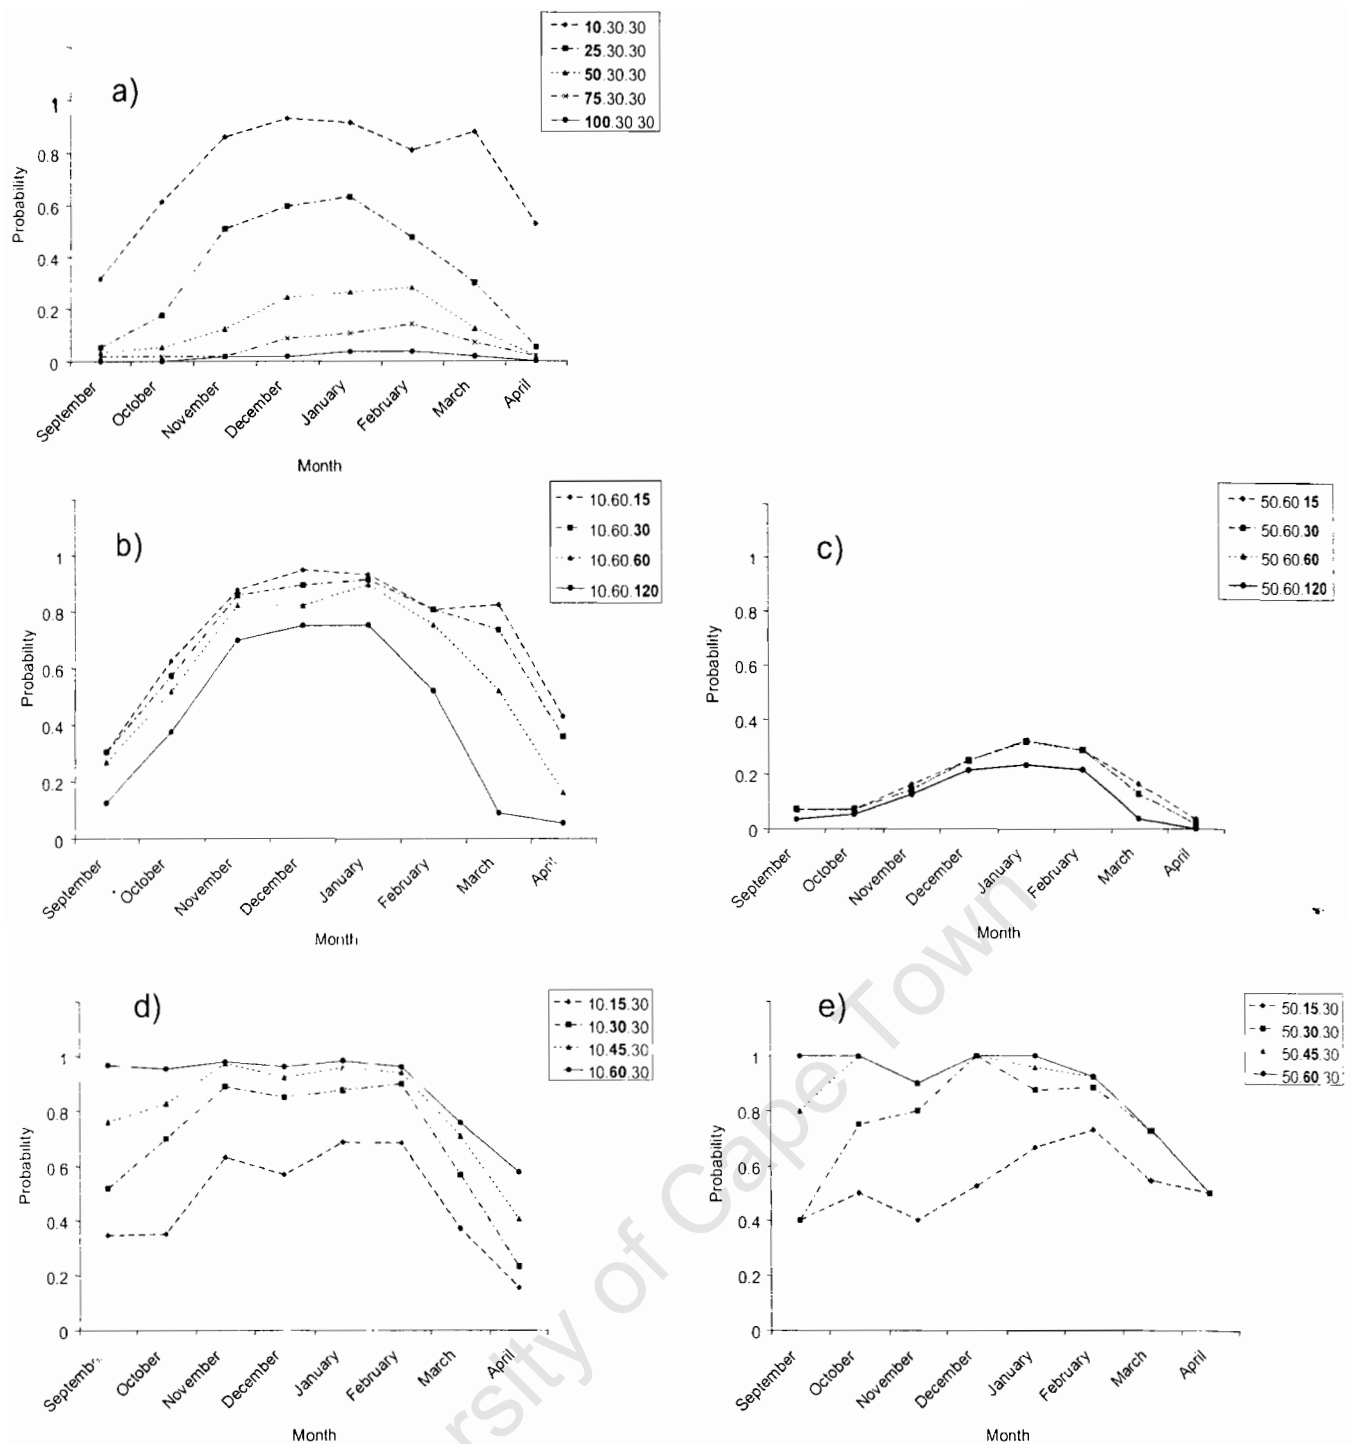 10.30.30
25.30.30
50.30.30
75.30.30
100.30 30
a)
1
0.8
0.6
0.4
0.2
0
Probability
September
October
November
December
January
February
March
April
Month
10.60.15
10.60.30
10.60.60
10.60.120
b)
1
0.8
0.6
0.4
0.2
0
Probability
September
October
November
December
January
February
March
April
Month
50.60 15
50.60.30
50 60.60
50 60.120
c)
1
0.8
0.6
0.4
0.2
0
Probability
September
October
November
December
January
February
March
April
Month
10.15.30
10.30.30
10.45.30
10.60.30
d)
1
0.8
0.6
0.4
0.2
0
Probability
October
November
December
January
February
March
April
Month
50.15.30
50.30.30
50.45.30
50.60 30
e)
1
0.8
0.6
0.4
0.2
0
Probability
September
October
November
December
January
February
March
April
Month
rsity of Cape Town